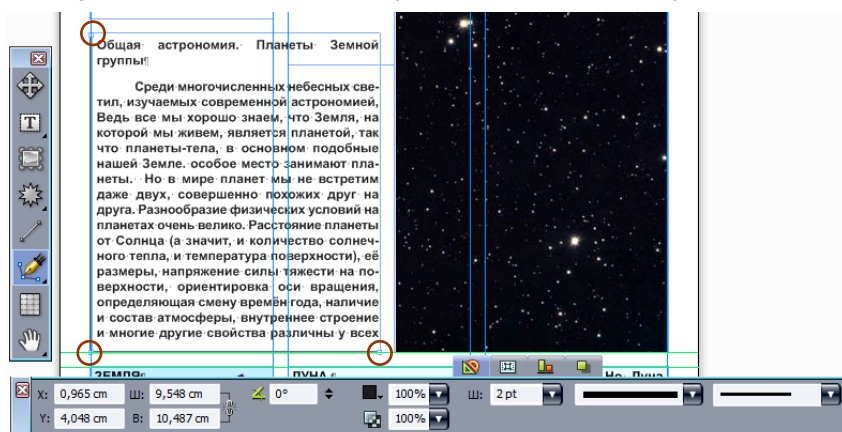 Общая астрономия. Планеты Земной
группы¶
Среди многочисленных небесных све-
тил, изучаемых современной астрономией,
Ведь все мы хорошо знаем, что Земля, на
которой мы живем, является планетой, так
что планеты-тела, в основном подобные
нашей Земле. особое место занимают пла-
неты. Но в мире планет мы не встретим
даже двух, совершенно похожих друг на
друга. Разнообразие физических условий на
планетах очень велико. Расстояние планеты
от Солнца (а значит, и количество солнеч-
ного тепла, и температура поверхности), её
размеры, напряжение силы тяжести на по-
верхности, ориентировка оси вращения,
определяющая смену времён года, наличие
и состав атмосферы, внутреннее строение
и многие другие свойства различны у всех
ЗЕМЛЯ¶ ЛУНА ¶ Но Луна
T
X: 0,965 cm Ш: 9,548 cm 0° 100% Ш: 2 pt
Y: 4,048 cm В: 10,487 cm 100%